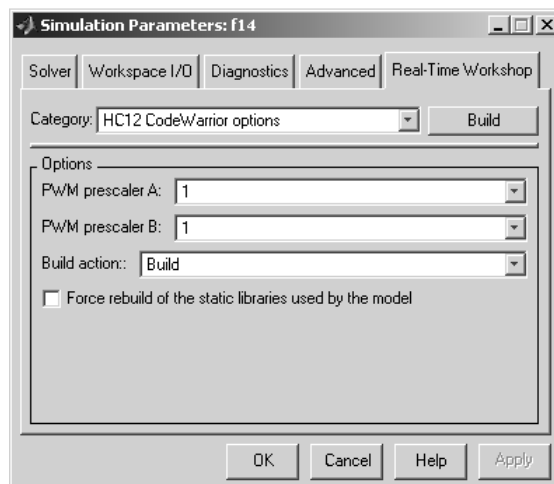 Simulation Parameters: f14
Solver Workspace I/O Diagnostics Advanced Real-Time Workshop
Category: HC12 CodeWarrior options Build
Options
PWM prescaler A: 1
PWM prescaler B: 1
Build action:: Build
Force rebuild of the static libraries used by the model
OK Cancel Help Apply